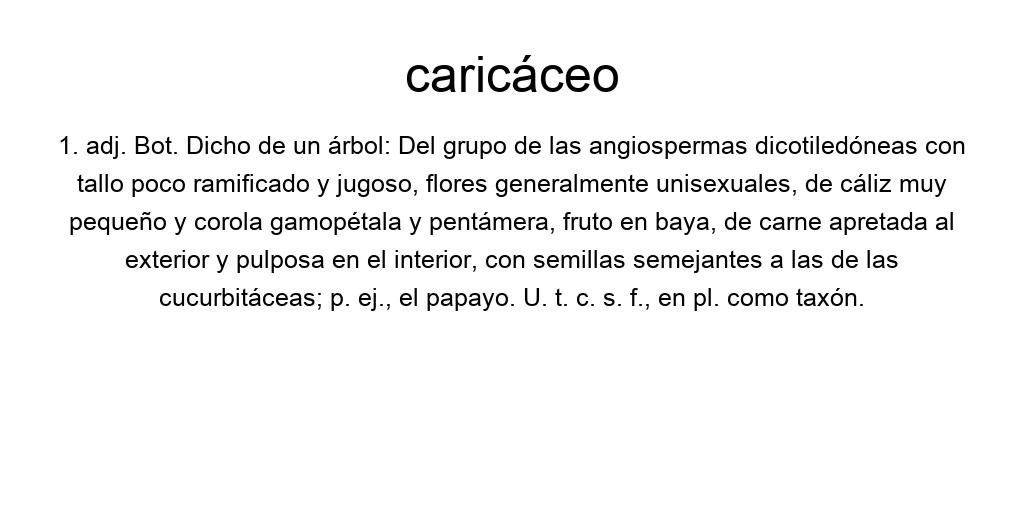 caricáceo
1. adj. Bot. Dicho de un árbol: Del grupo de las angiospermas dicotiledóneas con
tallo poco ramificado y jugoso, flores generalmente unisexuales, de cáliz muy
pequeño y corola gamopétala y pentámera, fruto en baya, de carne apretada al
exterior y pulposa en el interior, con semillas semejantes a las de las
cucurbitáceas; p. ej., el papayo. U. t. c. s. f., en pl. como taxón.